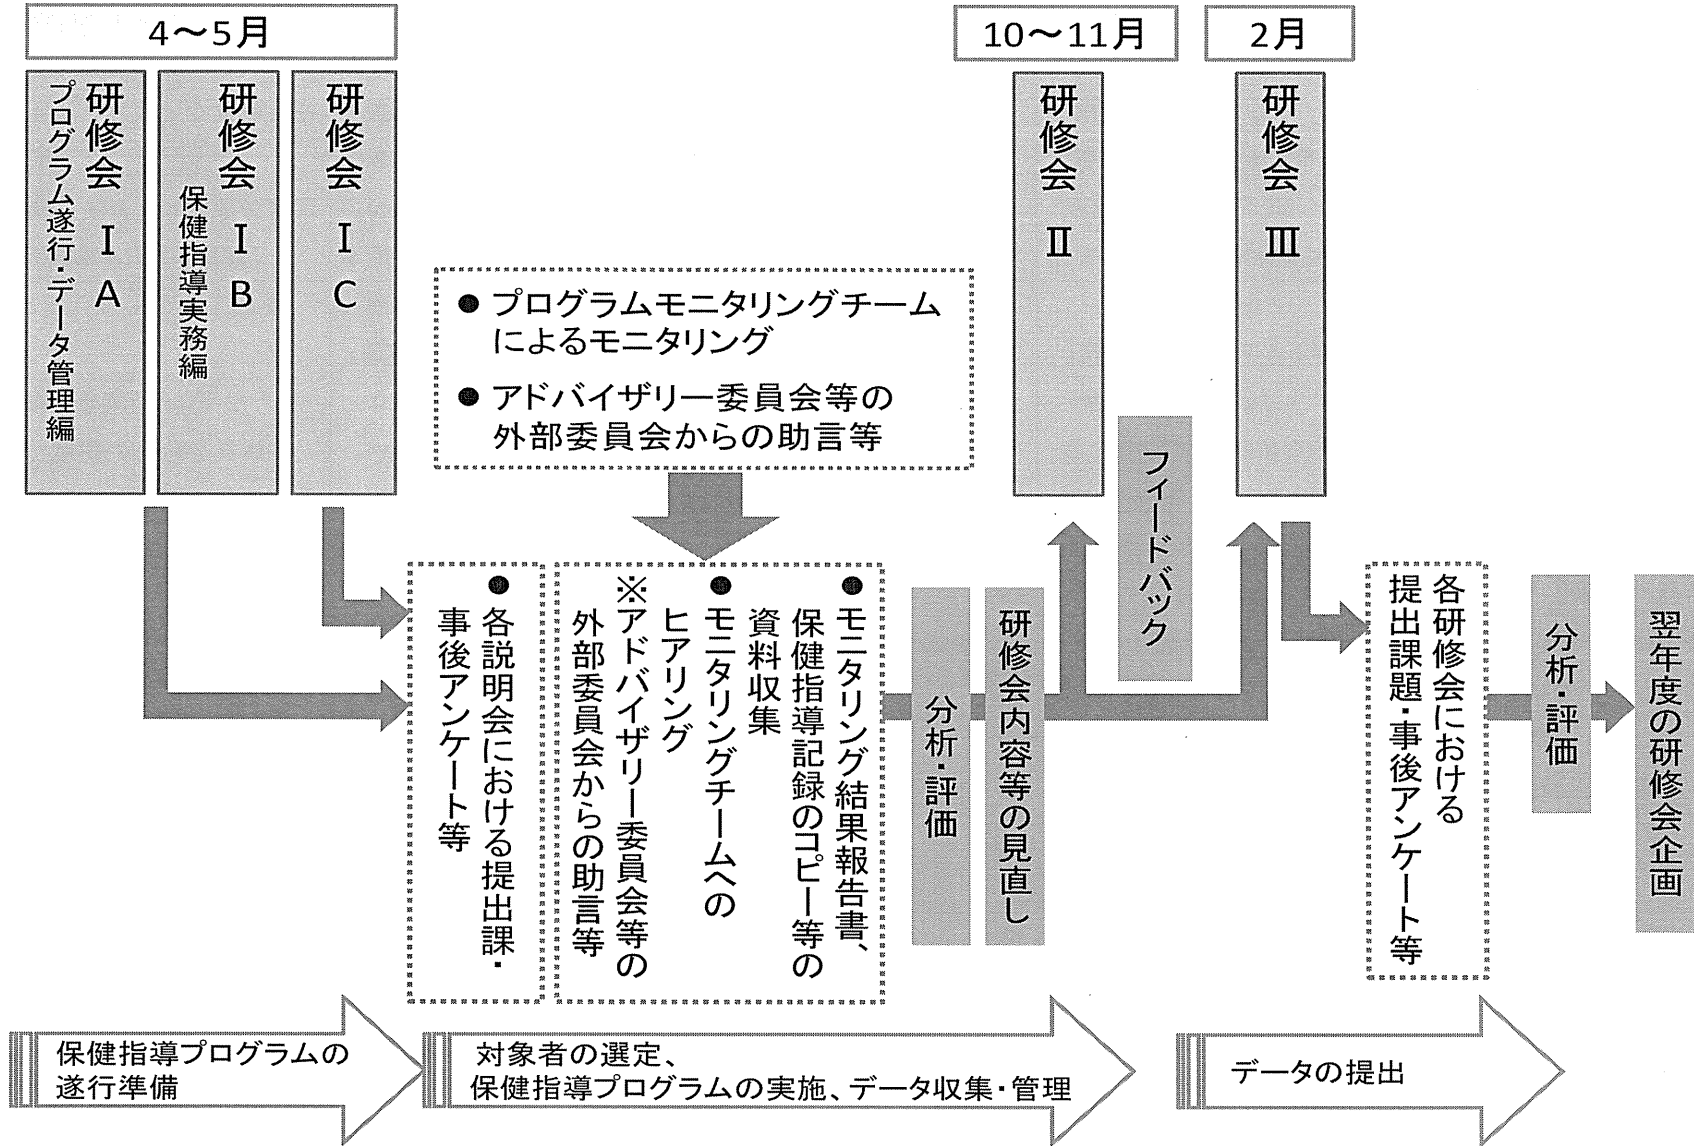 4～5月
10～11月
2月
研修会 Ⅰ A
プログラム遂行・データ管理編
研修会 Ⅰ B
保健指導実務編
研修会 Ⅰ C
研修会 Ⅱ
研修会 Ⅲ
● プログラムモニタリングチーム
によるモニタリング
● アドバイザリー委員会等の
外部委員会からの助言等
フィードバック
● 各説明会における提出課・
事後アンケート等
● モニタリング結果報告書、
保健指導記録のコピー等の
資料収集
● モニタリングチームへの
ヒアリング
※アドバイザリー委員会等の
外部委員会からの助言等
分析・評価
研修会内容等の見直し
各研修会における
提出課題・事後アンケート等
分析・評価
翌年度の研修会企画
保健指導プログラムの
遂行準備
対象者の選定、
保健指導プログラムの実施、データ収集・管理
データの提出